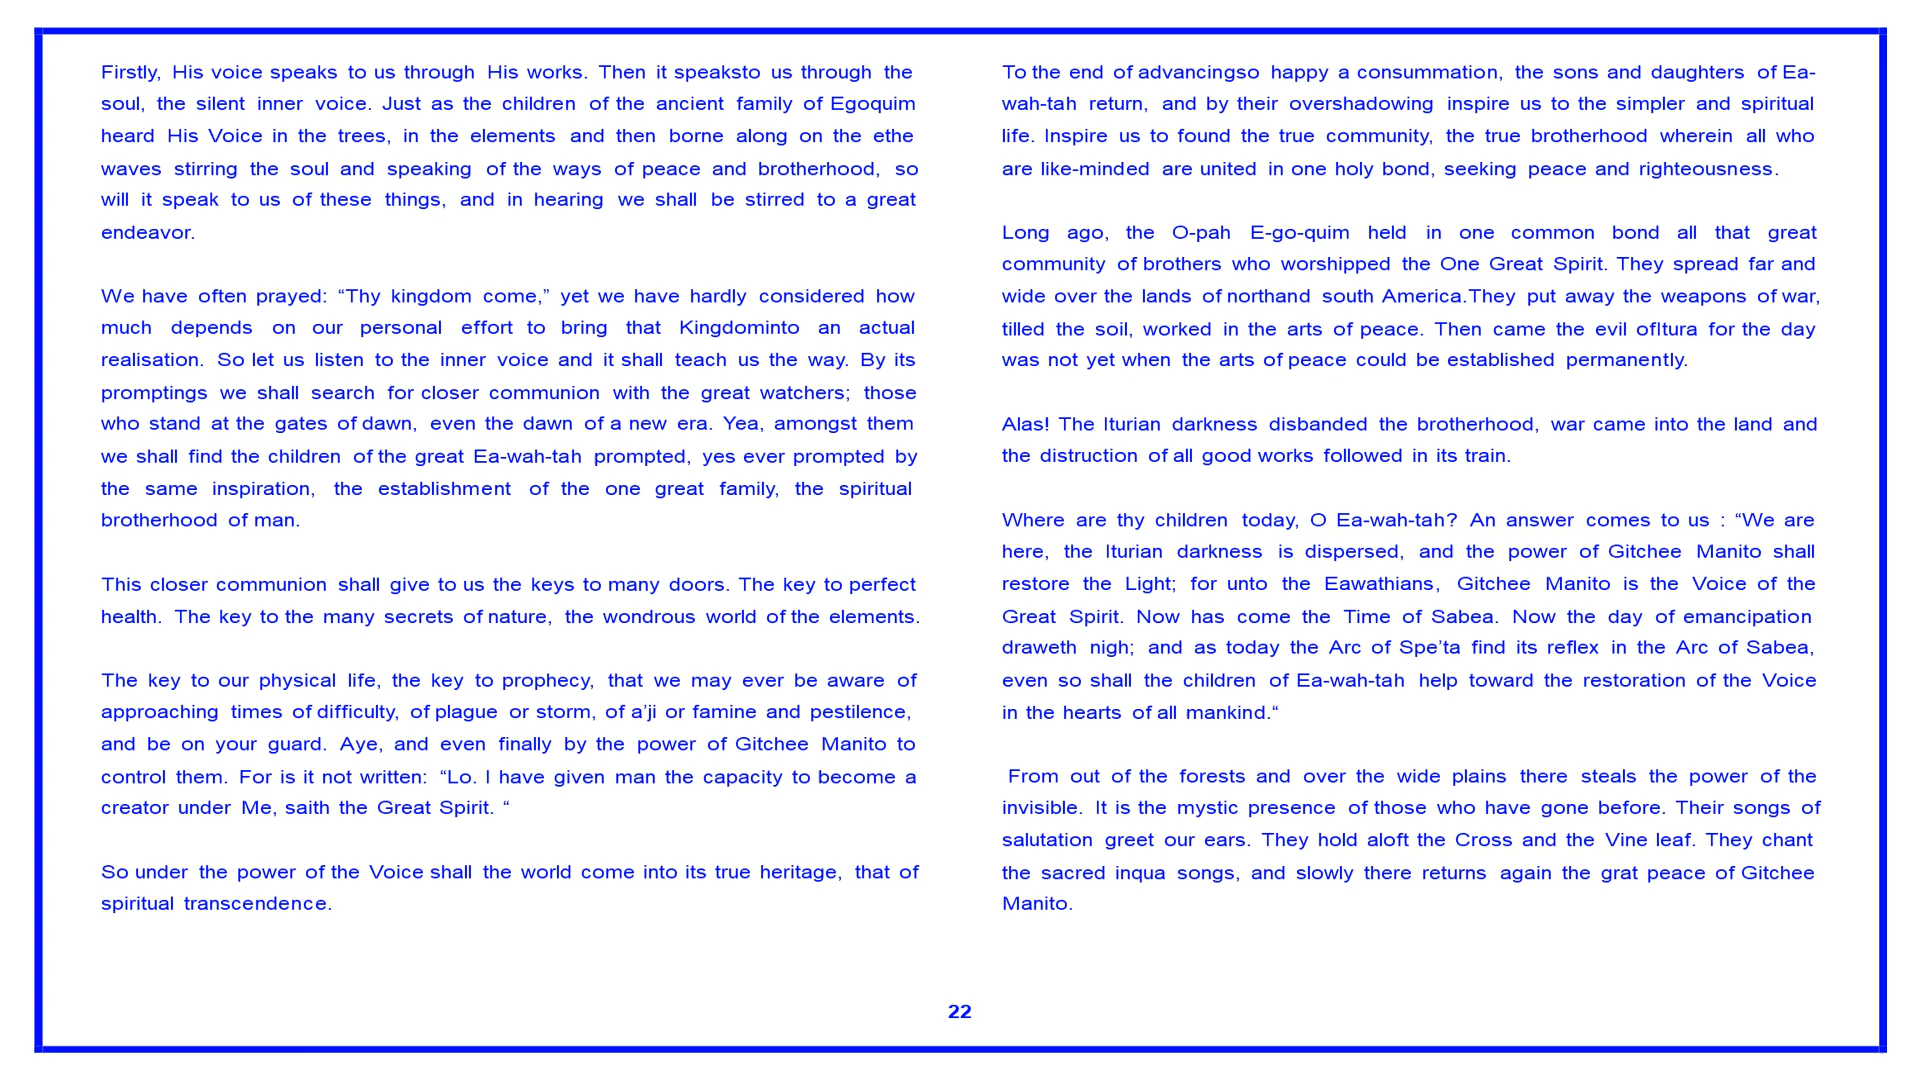 Firstly, His voice speaks to us through His works. Then it speaksto us through the
soul, the silent inner voice. Just as the children of the ancient family of Egoquim
heard His Voice in the trees, in the elements and then borne along on the ethe
waves stirring the soul and speaking of the ways of peace and brotherhood, so
will it speak to us of these things, and in hearing we shall be stirred to a great
endeavor.
We have often prayed: “Thy kingdom come,” yet we have hardly considered how
much depends on our personal effort to bring that Kingdominto an actual
realisation. So let us listen to the inner voice and it shall teach us the way. By its
promptings we shall search for closer communion with the great watchers; those
who stand at the gates of dawn, even the dawn of a new era. Yea, amongst them
we shall find the children of the great Ea-wah-tah prompted, yes ever prompted by
the same inspiration, the establishment of the one great family, the spiritual
brotherhood of man.
This closer communion shall give to us the keys to many doors. The key to perfect
health. The key to the many secrets of nature, the wondrous world of the elements.
The key to our physical life, the key to prophecy, that we may ever be aware of
approaching times of difficulty, of plague or storm, of a’ji or famine and pestilence,
and be on your guard. Aye, and even finally by the power of Gitchee Manito to
control them. For is it not written: “Lo. I have given man the capacity to become a
creator under Me, saith the Great Spirit. “
So under the power of the Voice shall the world come into its true heritage, that of
spiritual transcendence.
To the end of advancingso happy a consummation, the sons and daughters of Ea-
wah-tah return, and by their overshadowing inspire us to the simpler and spiritual
life. Inspire us to found the true community, the true brotherhood wherein all who
are like-minded are united in one holy bond, seeking peace and righteousness.
Long ago, the O-pah E-go-quim held in one common bond all that great
community of brothers who worshipped the One Great Spirit. They spread far and
wide over the lands of northand south America.They put away the weapons of war,
tilled the soil, worked in the arts of peace. Then came the evil ofItura for the day
was not yet when the arts of peace could be established permanently.
Alas! The Iturian darkness disbanded the brotherhood, war came into the land and
the distruction of all good works followed in its train.
Where are thy children today, O Ea-wah-tah? An answer comes to us : “We are
here, the Iturian darkness is dispersed, and the power of Gitchee Manito shall
restore the Light; for unto the Eawathians, Gitchee Manito is the Voice of the
Great Spirit. Now has come the Time of Sabea. Now the day of emancipation
draweth nigh; and as today the Arc of Spe’ta find its reflex in the Arc of Sabea,
even so shall the children of Ea-wah-tah help toward the restoration of the Voice
in the hearts of all mankind.“
From out of the forests and over the wide plains there steals the power of the
invisible. It is the mystic presence of those who have gone before. Their songs of
salutation greet our ears. They hold aloft the Cross and the Vine leaf. They chant
the sacred inqua songs, and slowly there returns again the grat peace of Gitchee
Manito.
22